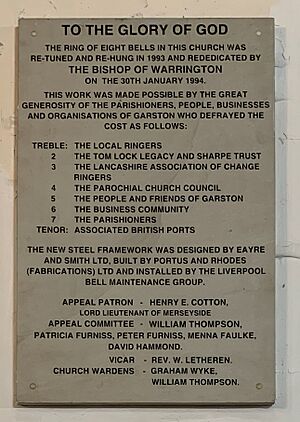 TO THE GLORY OF GOD
THE RING OF EIGHT BELLS IN THIS CHURCH WAS
RE-TUNED AND RE-HUNG IN 1993 AND REDEDICATED BY
THE BISHOP OF WARRINGTON
ON THE 30TH JANUARY 1994.
THIS WORK WAS MADE POSSIBLE BY THE GREAT
GENEROSITY OF THE PARISHIONERS, PEOPLE, BUSINESSES
AND ORGANISATIONS OF GARSTON WHO DEFRAYED THE
COST AS FOLLOWS:
TREBLE: THE LOCAL RINGERS
2 THE TOM LOCK LEGACY AND SHARPE TRUST
3 THE LANCASHIRE ASSOCIATION OF CHANGE
RINGERS
4 THE PAROCHIAL CHURCH COUNCIL
5 THE PEOPLE AND FRIENDS OF GARSTON
6 THE BUSINESS COMMUNITY
7 THE PARISHIONERS
TENOR: ASSOCIATED BRITISH PORTS
THE NEW STEEL FRAMEWORK WAS DESIGNED BY EAYRE
AND SMITH LTD, BUILT BY PORTUS AND RHODES
(FABRICATIONS) LTD AND INSTALLED BY THE LIVERPOOL
BELL MAINTENANCE GROUP.
APPEAL PATRON - HENRY E. COTTON,
LORD LIEUTENANT OF MERSEYSIDE
APPEAL COMMITTEE - WILLIAM THOMPSON,
PATRICIA FURNISS, PETER FURNISS, MENNA FAULKE,
DAVID HAMMOND.
VICAR - REV. W. LETHEREN.
CHURCH WARDENS - GRAHAM WYKE,
WILLIAM THOMPSON.